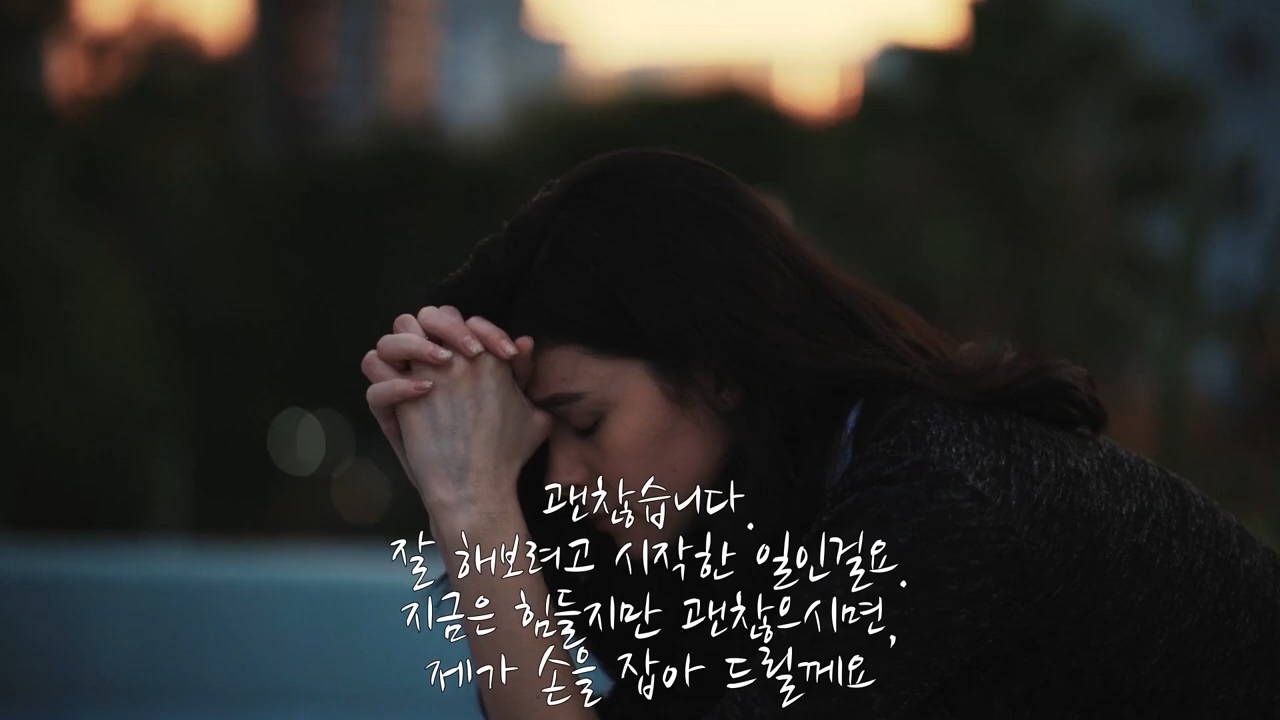 괜찮습니다.
잘 해보려고 시작한 일인걸요.
지금은 힘들지만 괜찮으시면,
제가 손을 잡아 드릴께요